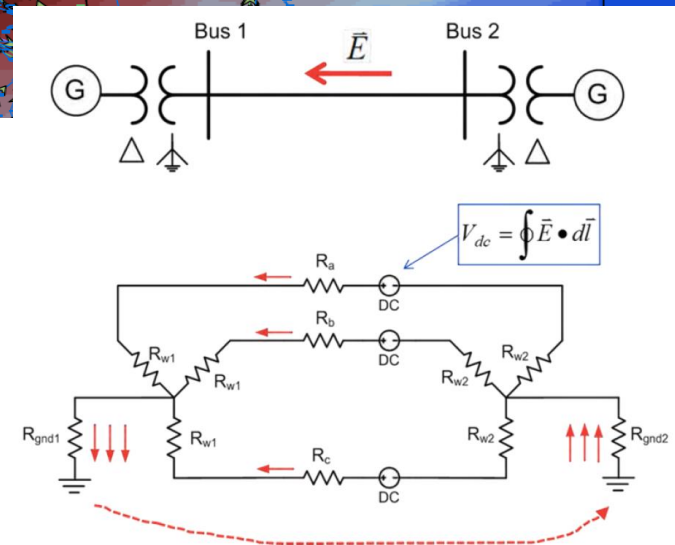 Bus 1
Bus 2
E⃗
G
G
Δ
Δ
V_dc = ∮ E⃗ • dl⃗
R_a
DC
R_b
DC
R_w1
R_w1
R_w2
R_w2
R_gnd1
R_w1
R_w2
R_gnd2
R_c
DC